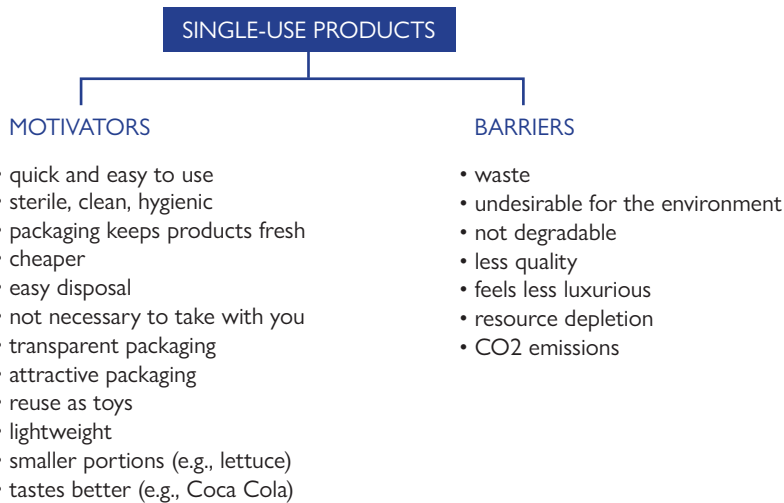 SINGLE-USE PRODUCTS
MOTIVATORS
• quick and easy to use
• sterile, clean, hygienic
• packaging keeps products fresh
• cheaper
• easy disposal
• not necessary to take with you
• transparent packaging
• attractive packaging
• reuse as toys
• lightweight
• smaller portions (e.g., lettuce)
• tastes better (e.g., Coca Cola)
BARRIERS
• waste
• undesirable for the environment
• not degradable
• less quality
• feels less luxurious
• resource depletion
• CO2 emissions